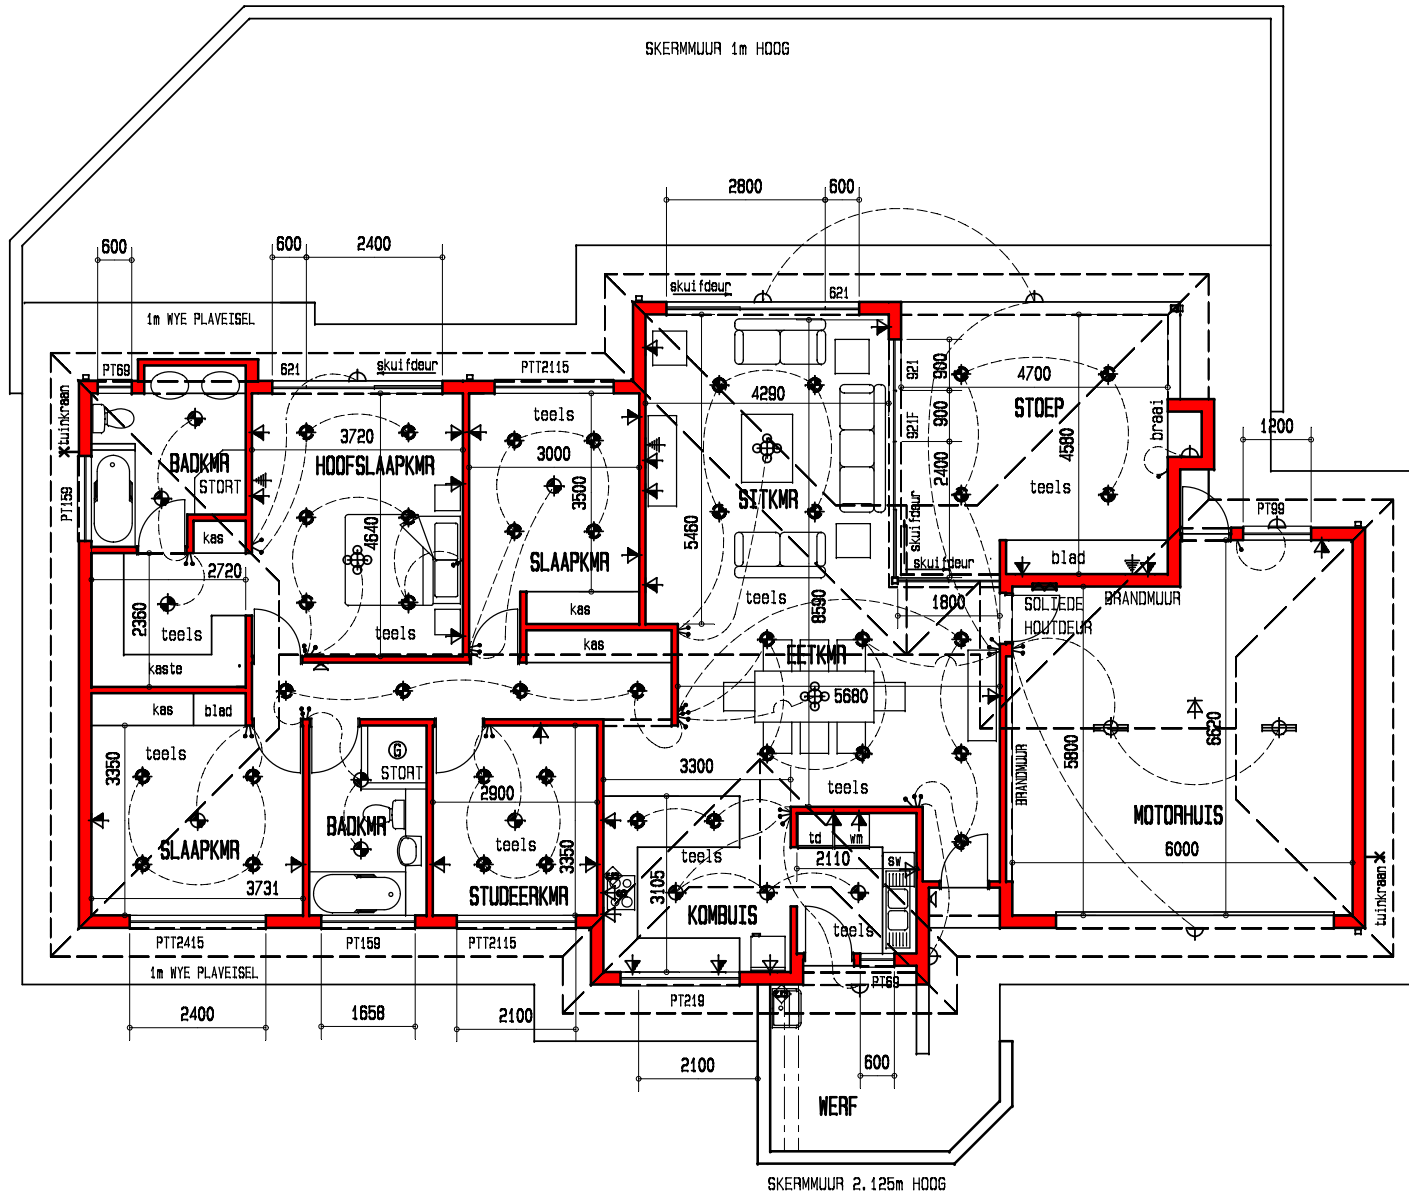 SKERMMUUR 1m HOOG
2800
600
600
600
2400
skuifdeur
621
1m WYE PLAVEISEL
PT69
621
skuifdeur
PTT2115
tuinkraan
teels
4290
921
900
4700
STOEP
921F
900
braai
1200
3720
BADKMR
HOOFSLAAPKMR
3000
4580
STORT
3500
SITKMR
2400
teels
PT159
PT99
kas
4640
5460
skuifdeur
SLAAPKMR
skuifdeur
blad
2720
teels
8590
1800
SOLIEDE
HOUTDEUR
BRANDMUUR
2360
kas
teels
teels
kas
EETKMR
kaste
5680
kas
blad
teels
6620
3350
G
STORT
3300
5800
BRANDMUUR
2900
teels
MOTORHUIS
BADKMR
td
wm
SLAAPKMR
teels
3350
teels
2110
sw
6000
3731
STUDEERKMR
3105
KOMBUIS
teels
tuinkraan
PTT2415
PT159
PTT2115
1m WYE PLAVEISEL
PT219
PT69
2400
1658
2100
2100
600
WERF
SKERMMUUR 2.125m HOOG